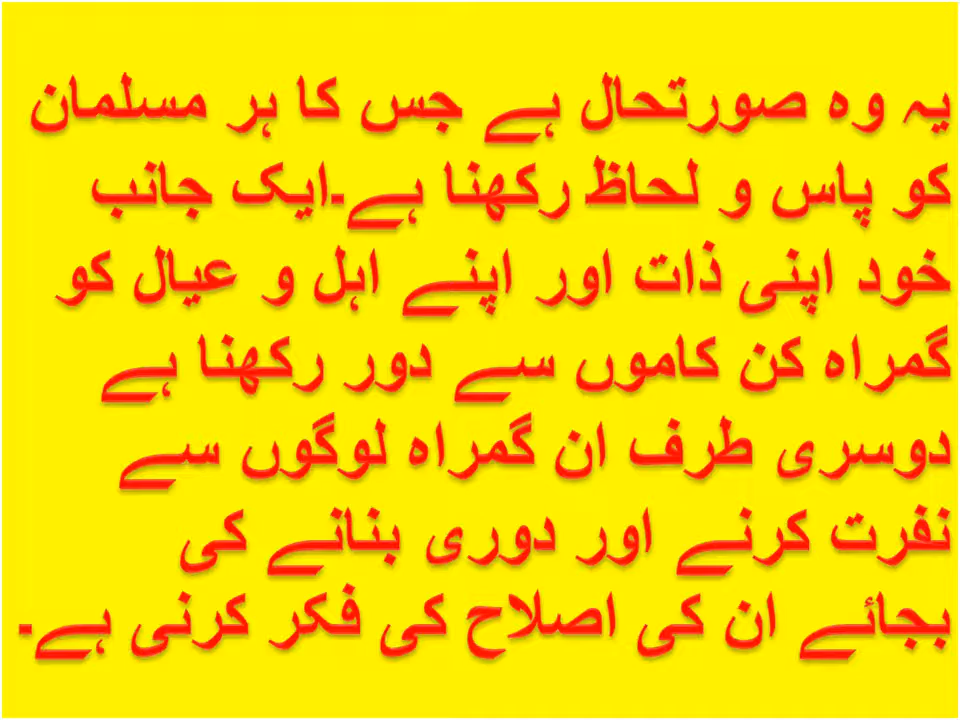 یہ وہ صورتحال ہے جس کا ہر مسلمان
کو پاس و لحاظ رکھنا ہے۔ایک جانب
خود اپنی ذات اور اپنے اہل و عیال کو
گمراہ کن کاموں سے دور رکھنا ہے
دوسری طرف ان گمراہ لوگوں سے
نفرت کرنے اور دوری بنانے کی
بجائے ان کی اصلاح کی فکر کرنی ہے۔